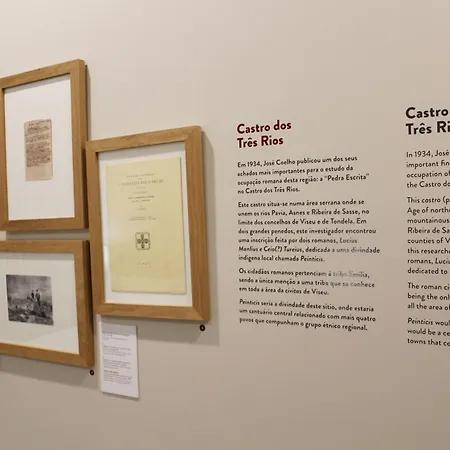 Castro dos
Três Rios
Em 1934, José Coelho publicou um dos seus
achados mais importantes para o estudo da
ocupação romana desta região: a "Pedra Escrita"
no Castro dos Três Rios.
Este castro situa-se numa área serrana onde se
unem os rios Pavia, Asnes e Ribeira de Sasse, no
limite dos concelhos de Viseu e de Tondela. Em
dois grandes penedos, este investigador encontrou
uma inscrição feita por dois romanos, Lucius
Manlius e Ceio(?) Tureius, dedicada a uma divindade
indígena local chamada Peinticis.
Os cidadãos romanos pertenciam à tribo Emília,
sendo a única menção a uma tribo que se conhece
em toda a área da civitas de Viseu.
Peinticis seria a divindade deste sítio, onde estaria
um santuário central relacionado com mais quatro
povos que compunham o grupo étnico regional.
Castro
Três R
In 1934, José
important fin
occupation of
the Castro do
This castro (p
Age of northe
mountainous
Ribeira de Sa
counties of V
this researche
romans, Luciu
dedicated to
The roman ci
being the onl
all the area of
Peinticis wou
would be a ce
towns that co